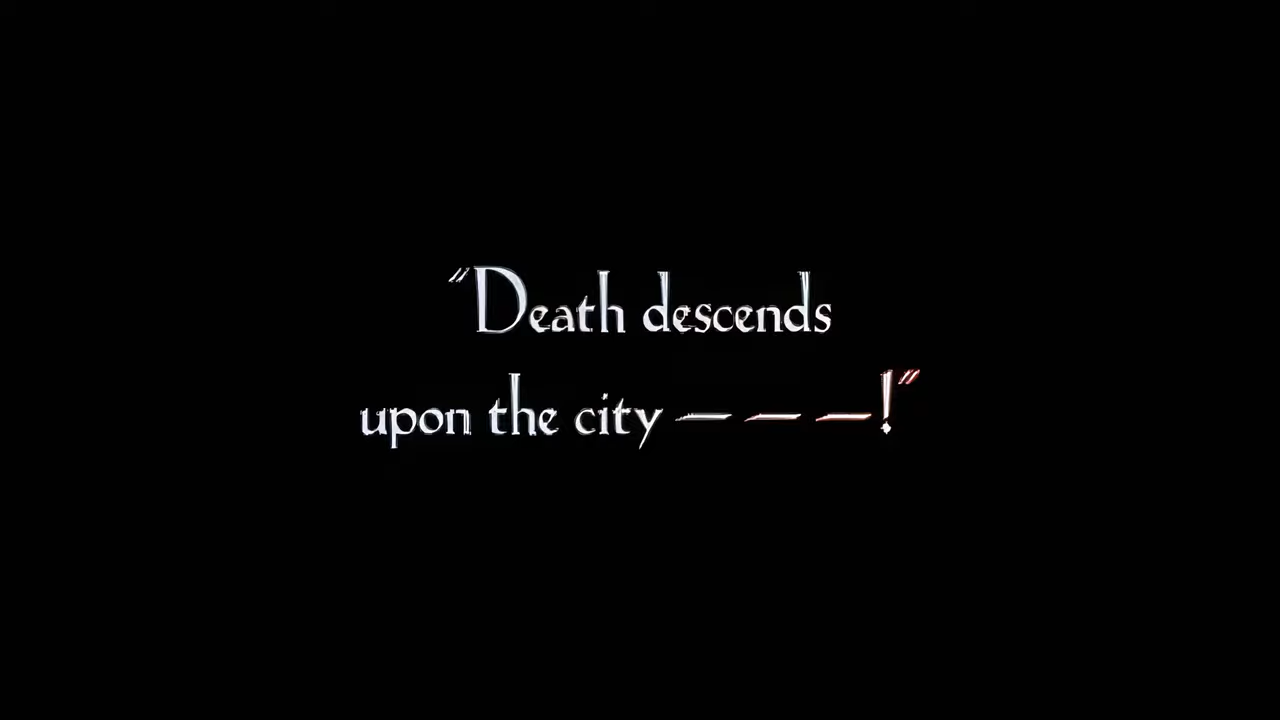 "Death descends
upon the city — — —!"